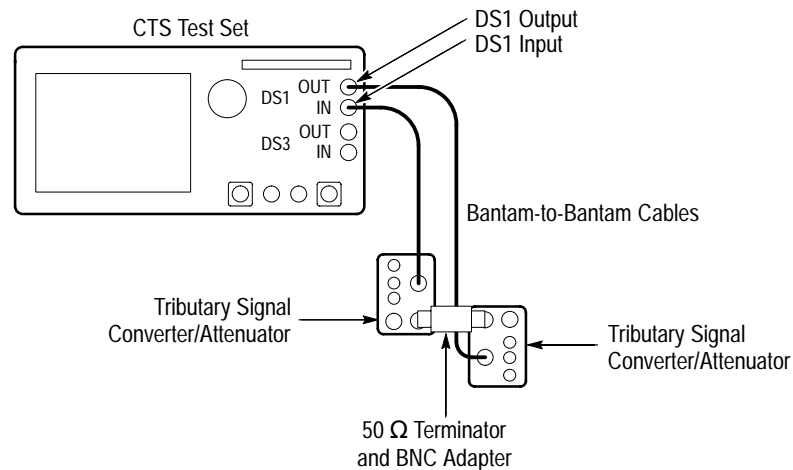 CTS Test Set
DS1 Output
DS1 Input
OUT
DS1
IN
OUT
DS3
IN
Bantam-to-Bantam Cables
Tributary Signal
Converter/Attenuator
Tributary Signal
Converter/Attenuator
50 Ω Terminator
and BNC Adapter